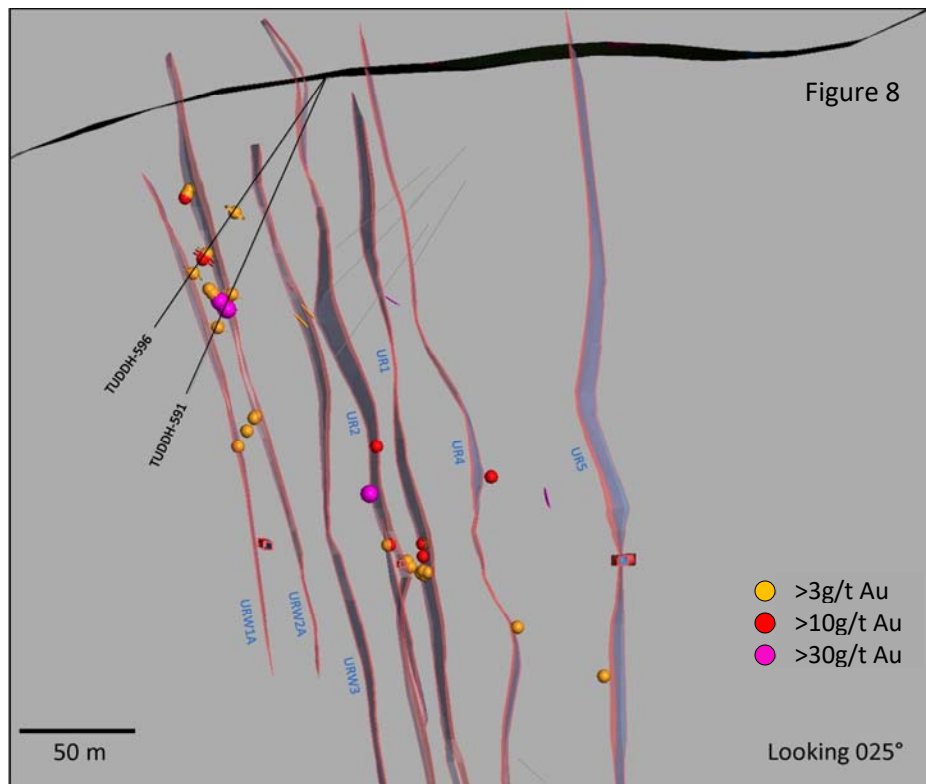 Figure 8
TUDDH-596
TUDDH-591
UR1
UR2
UR4
UR5
URW1A
URW2A
URW3
>3g/t Au
>10g/t Au
>30g/t Au
50 m
Looking 025°